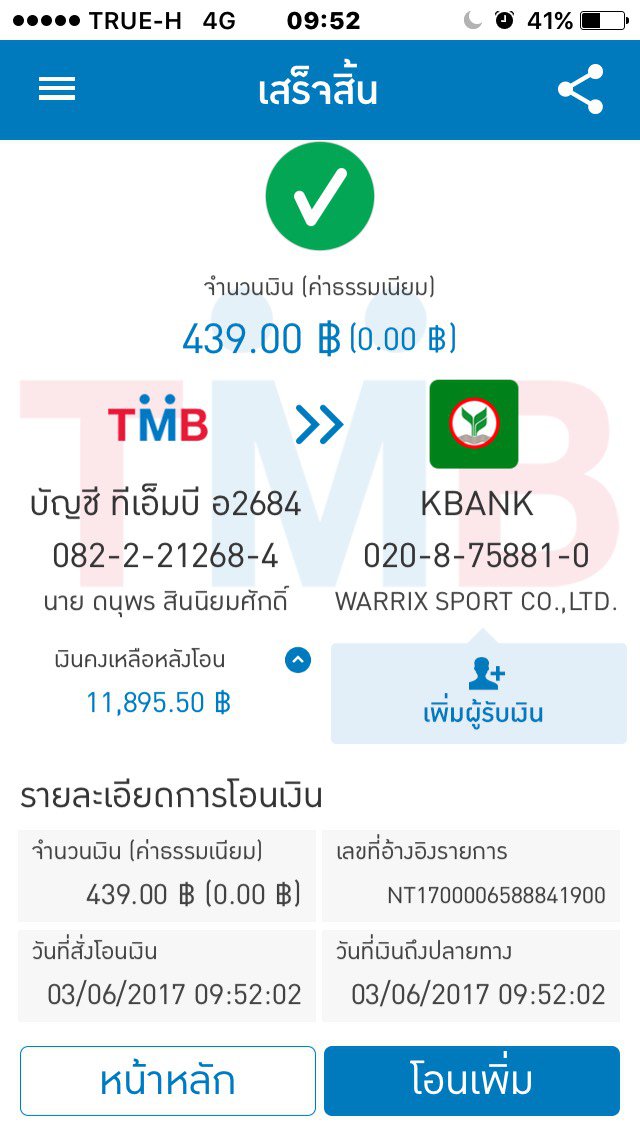 TRUE-H 4G 09:52 41%
เสร็จสิ้น
จำนวนเงิน (ค่าธรรมเนียม)
439.00 ฿ (0.00 ฿)
TMB
บัญชี ทีเอ็มบี อ2684 KBANK
082-2-21268-4 020-8-75881-0
นาย ดนุพร สินนิยมศักดิ์ WARRIX SPORT CO.,LTD.
เงินคงเหลือหลังโอน
11,895.50 ฿
เพิ่มผู้รับเงิน
รายละเอียดการโอนเงิน
จำนวนเงิน (ค่าธรรมเนียม) เลขที่อ้างอิงรายการ
439.00 ฿ (0.00 ฿) NT1700006588841900
วันที่สั่งโอนเงิน วันที่เงินถึงปลายทาง
03/06/2017 09:52:02 03/06/2017 09:52:02
หน้าหลัก โอนเพิ่ม